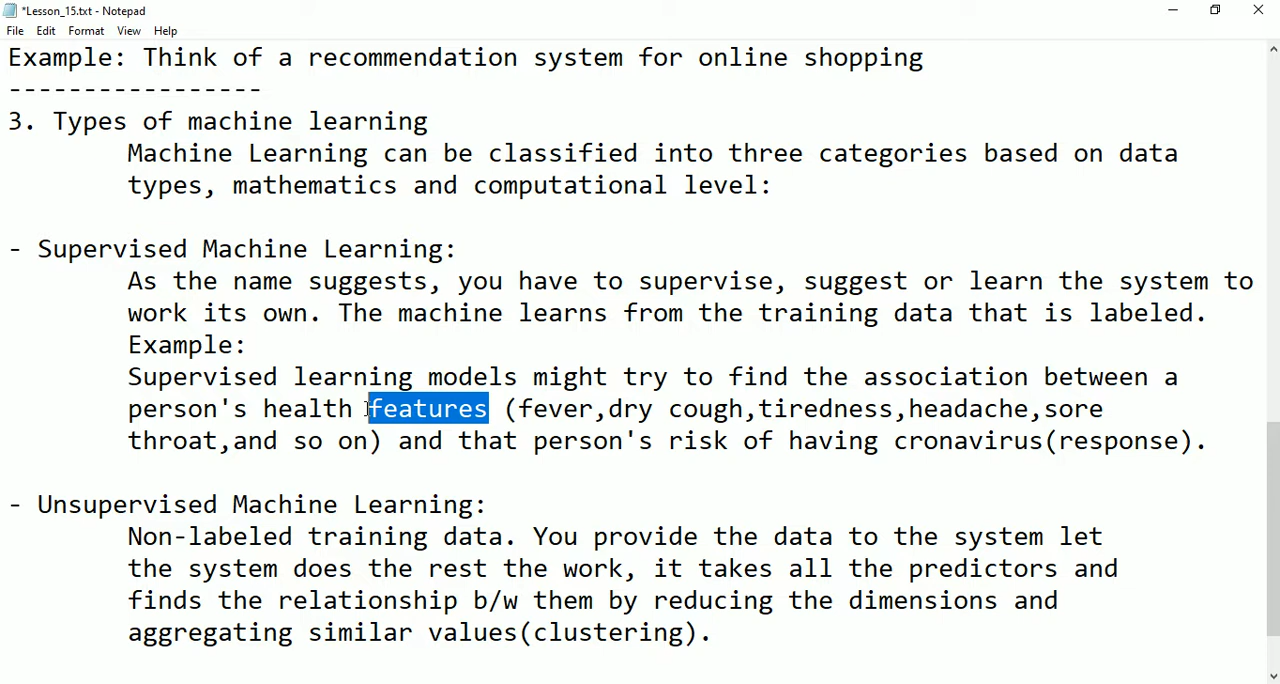 *Lesson_15.txt - Notepad
File Edit Format View Help
Example: Think of a recommendation system for online shopping
-----------------
3. Types of machine learning
Machine Learning can be classified into three categories based on data
types, mathematics and computational level:
- Supervised Machine Learning:
As the name suggests, you have to supervise, suggest or learn the system to
work its own. The machine learns from the training data that is labeled.
Example:
Supervised learning models might try to find the association between a
person's health features (fever,dry cough,tiredness,headache,sore
throat,and so on) and that person's risk of having cronavirus(response).
- Unsupervised Machine Learning:
Non-labeled training data. You provide the data to the system let
the system does the rest the work, it takes all the predictors and
finds the relationship b/w them by reducing the dimensions and
aggregating similar values(clustering).